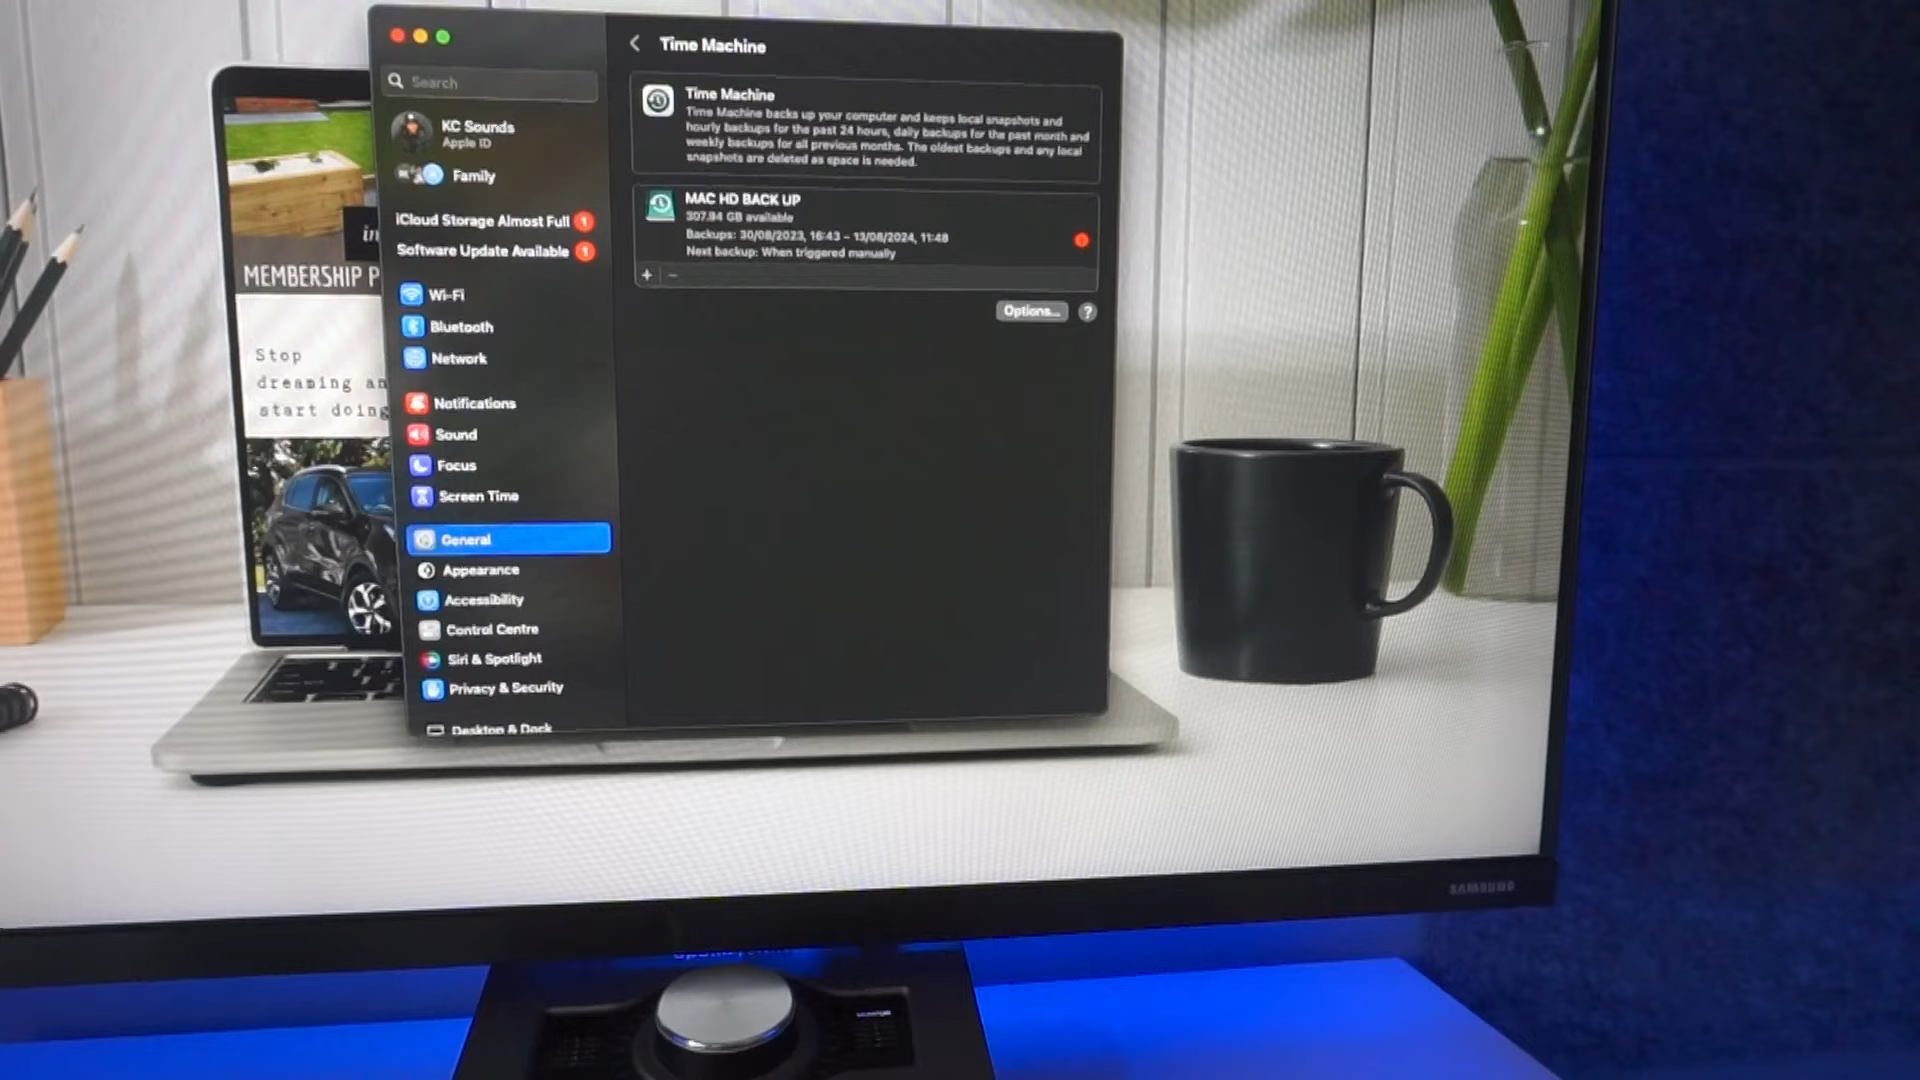 Time Machine
Search
Time Machine
Time Machine backs up your computer and keeps local snapshots and
hourly backups for the past 24 hours, daily backups for the past month and
weekly backups for all previous months. The oldest backups and any local
snapshots are deleted as space is needed.
KC Sounds
Apple ID
Family
MAC HD BACK UP
307.94 GB available
Backups: 30/08/2023, 16:43 – 13/08/2024, 11:48
Next backup: When triggered manually
+ −
Options...
?
iCloud Storage Almost Full 1
Software Update Available 1
Wi-Fi
Bluetooth
Network
Notifications
Sound
Focus
Screen Time
General
Appearance
Accessibility
Control Centre
Siri & Spotlight
Privacy & Security
Desktop & Dock
in
MEMBERSHIP P
Stop
dreaming an
start doing
SAMSUNG